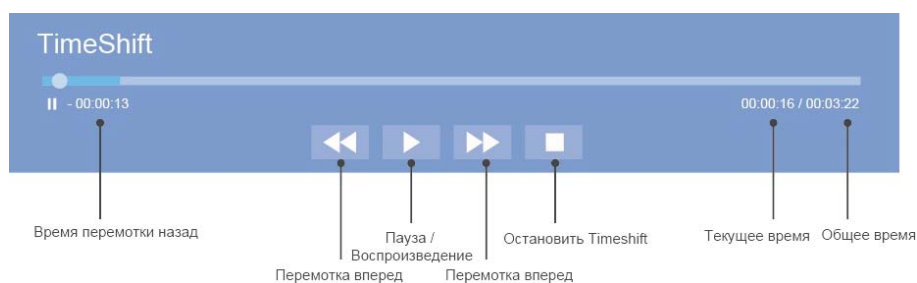 TimeShift
- 00:00:13
00:00:16 / 00:03:22
Время перемотки назад
Пауза /
Воспроизведение
Остановить Timeshift
Текущее время
Общее время
Перемотка вперед
Перемотка вперед